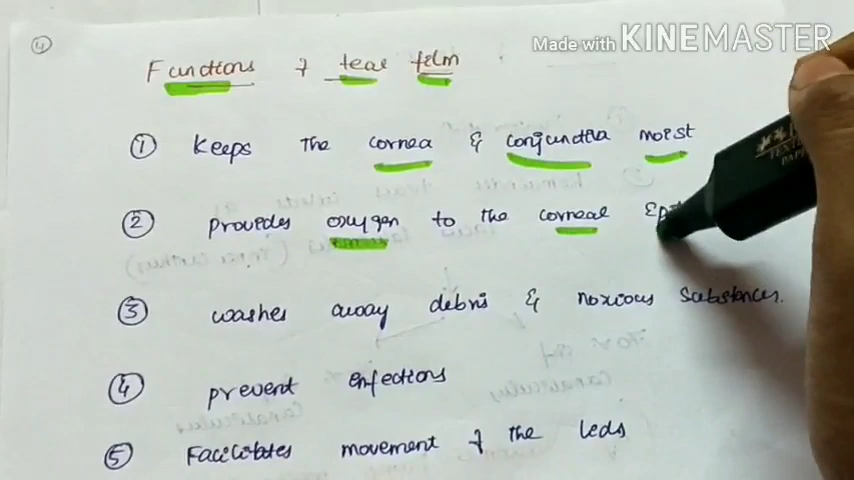 4
Made with KINEMASTER
Functions of tear film
1 keeps the cornea & conjunctiva moist
2 provides oxygen to the corneal
3 washes away debris & noxious substances.
4 prevent infections
5 Facilitates movement of the lids